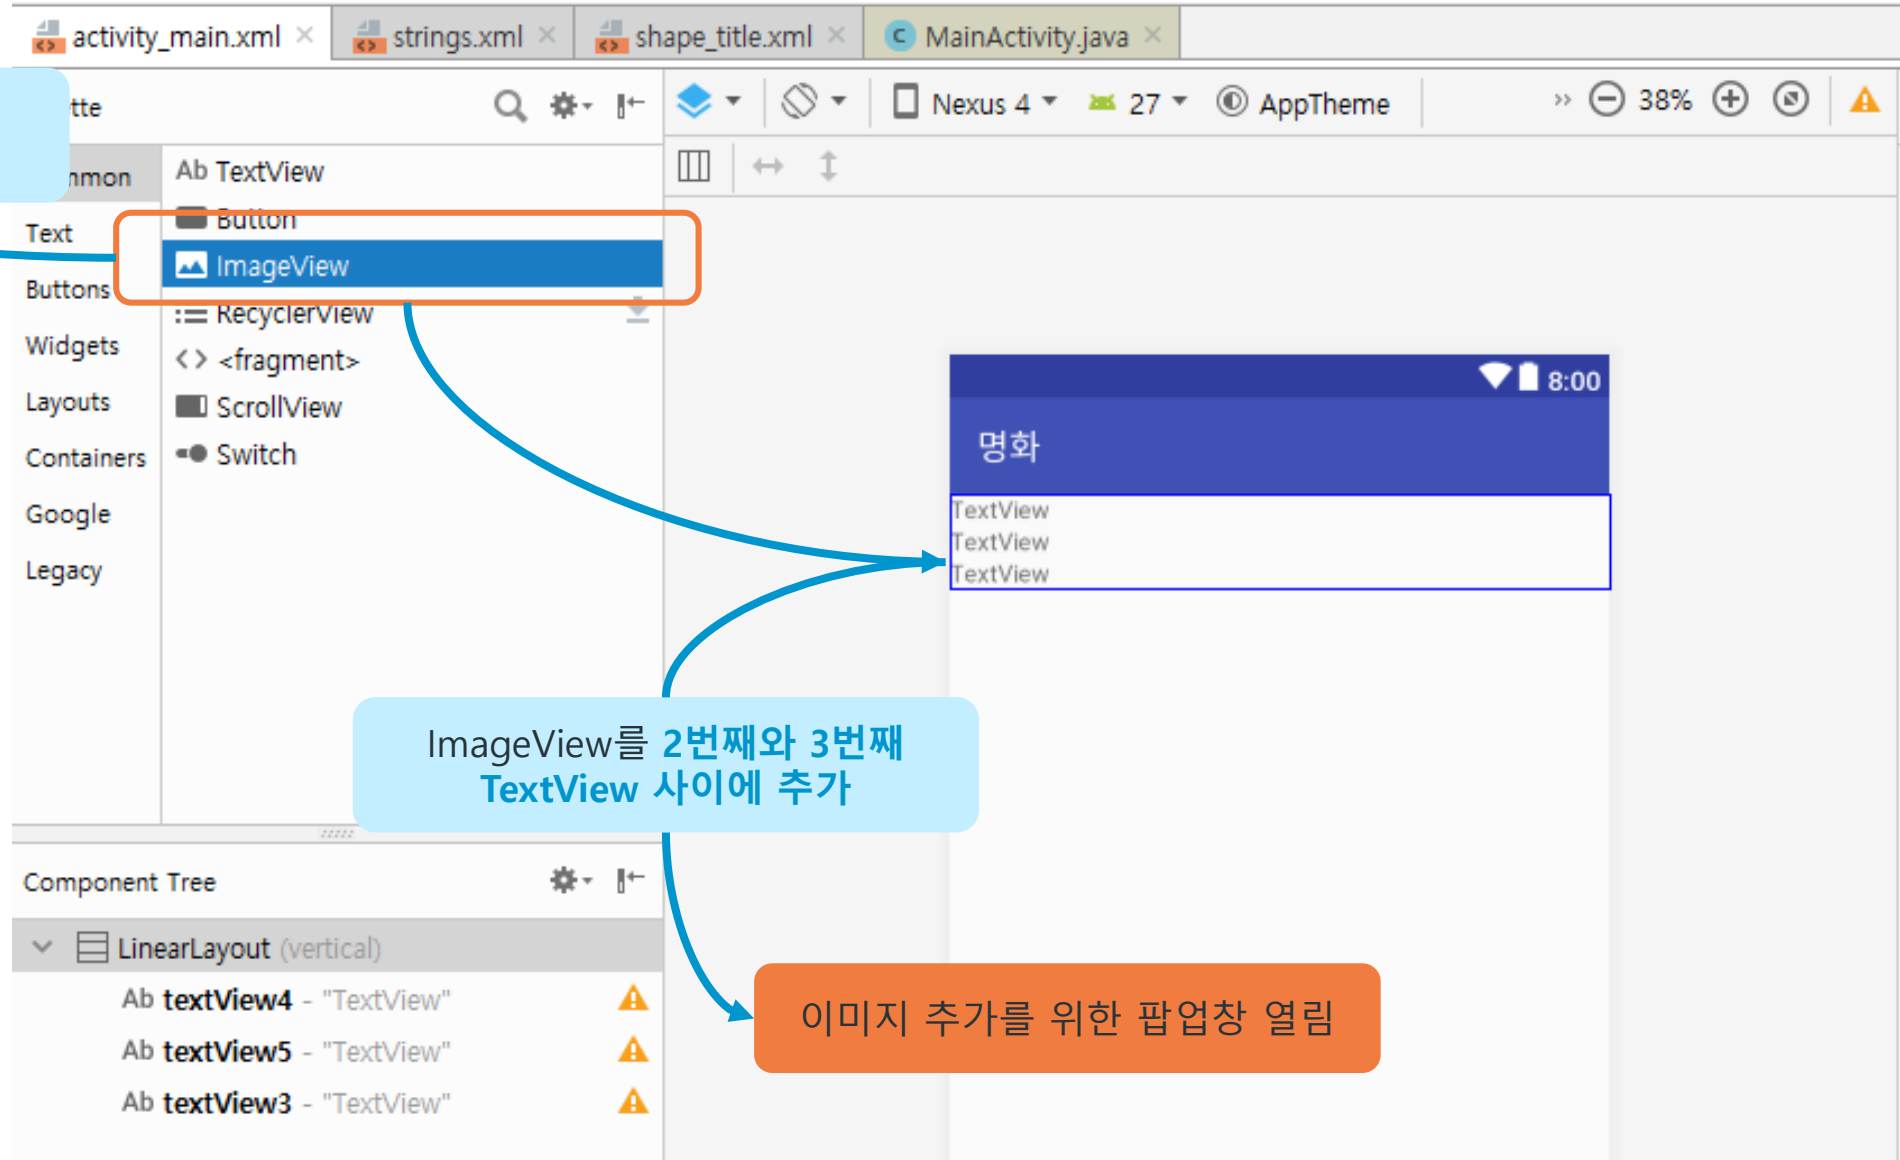 activity_main.xml
strings.xml
shape_title.xml
C MainActivity.java
Nexus 4
27
AppTheme
38%
Ab TextView
Button
ImageView
RecyclerView
<fragment>
ScrollView
Switch
Text
Buttons
Widgets
Layouts
Containers
Google
Legacy
8:00
명화
TextView
TextView
TextView
ImageView를 2번째와 3번째
TextView 사이에 추가
이미지 추가를 위한 팝업창 열림
Component Tree
LinearLayout (vertical)
Ab textView4 - "TextView"
Ab textView5 - "TextView"
Ab textView3 - "TextView"